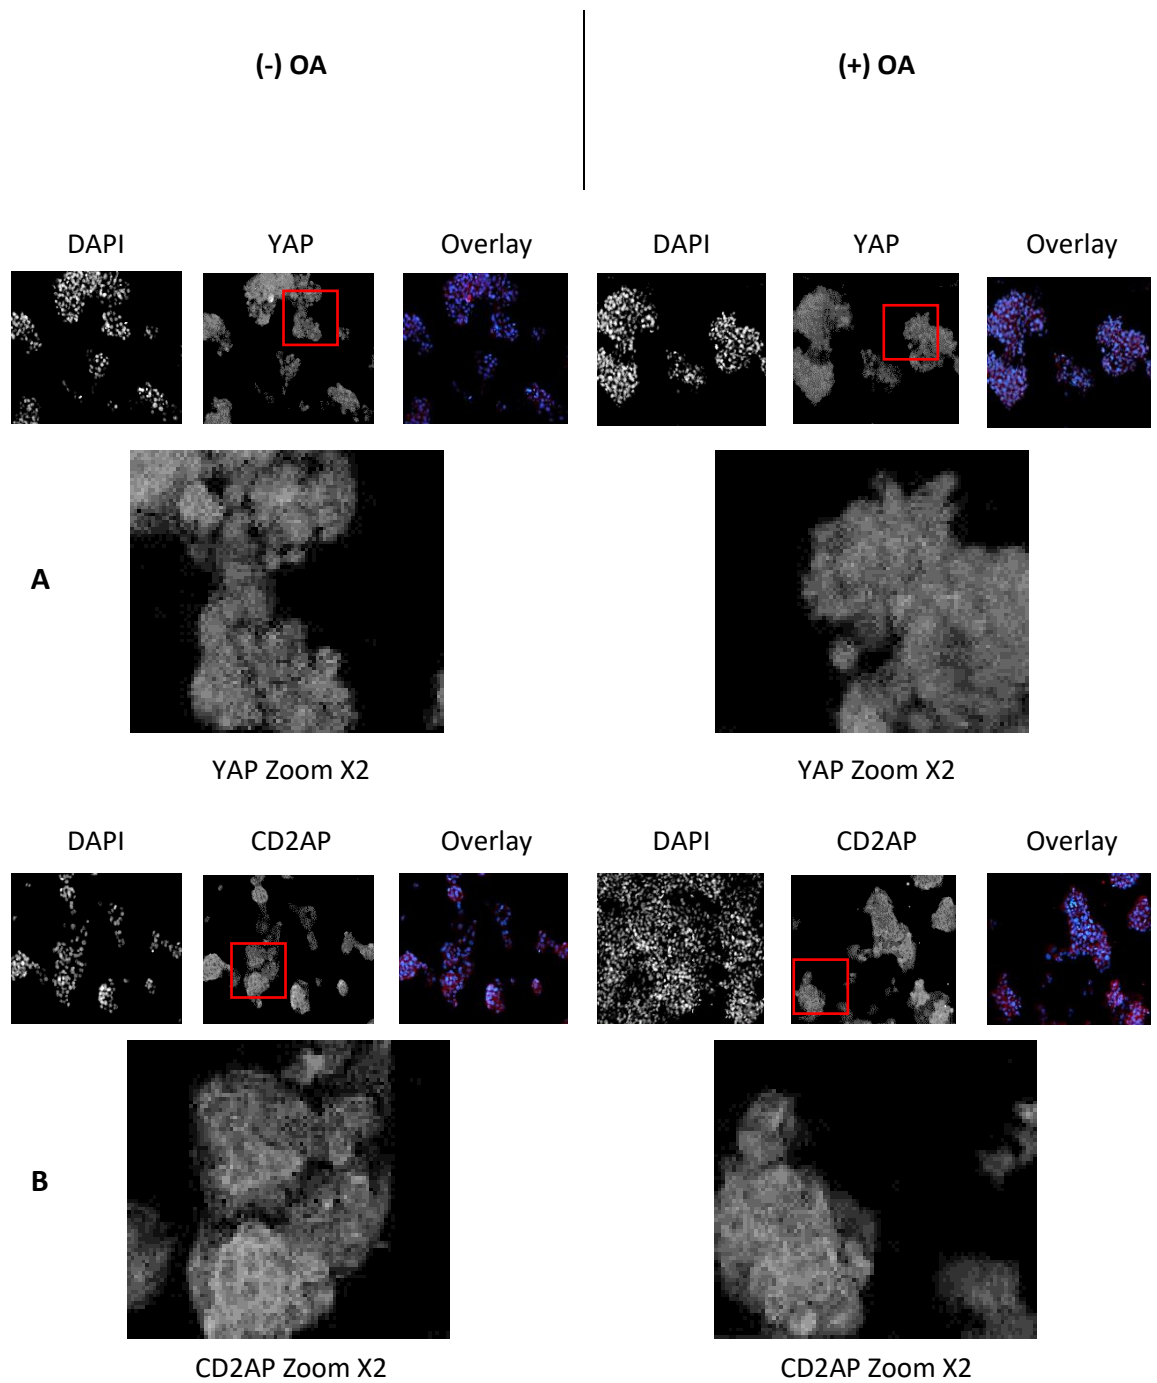 (-) OA (+) OA
DAPI YAP Overlay DAPI YAP Overlay
A
YAP Zoom X2 YAP Zoom X2
DAPI CD2AP Overlay DAPI CD2AP Overlay
B
CD2AP Zoom X2 CD2AP Zoom X2